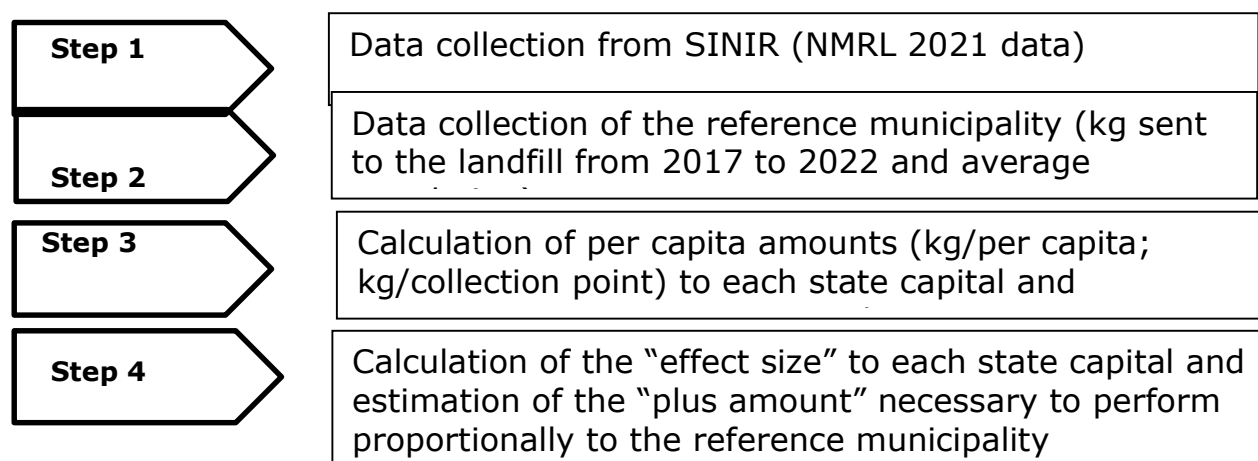 Step 1
Data collection from SINIR (NMRL 2021 data)
Step 2
Data collection of the reference municipality (kg sent
to the landfill from 2017 to 2022 and average
Step 3
Calculation of per capita amounts (kg/per capita;
kg/collection point) to each state capital and
Step 4
Calculation of the “effect size” to each state capital and
estimation of the “plus amount” necessary to perform
proportionally to the reference municipality